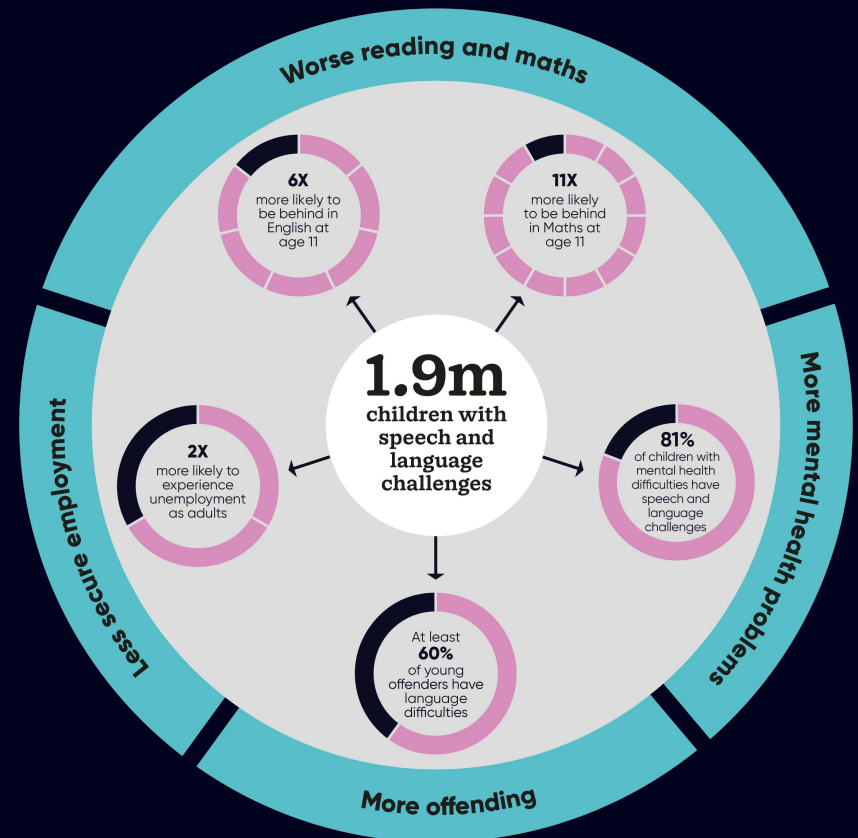 Worse reading and maths
6X
more likely to
be behind in
English at
age 11
11X
more likely
to be behind
in Maths at
age 11
1.9m
children with
speech and
language
challenges
2X
more likely to
experience
unemployment
as adults
81%
of children with
mental health
difficulties have
speech and
language
challenges
At least
60%
of young
offenders have
language
difficulties
Less secure employment
More mental health problems
More offending